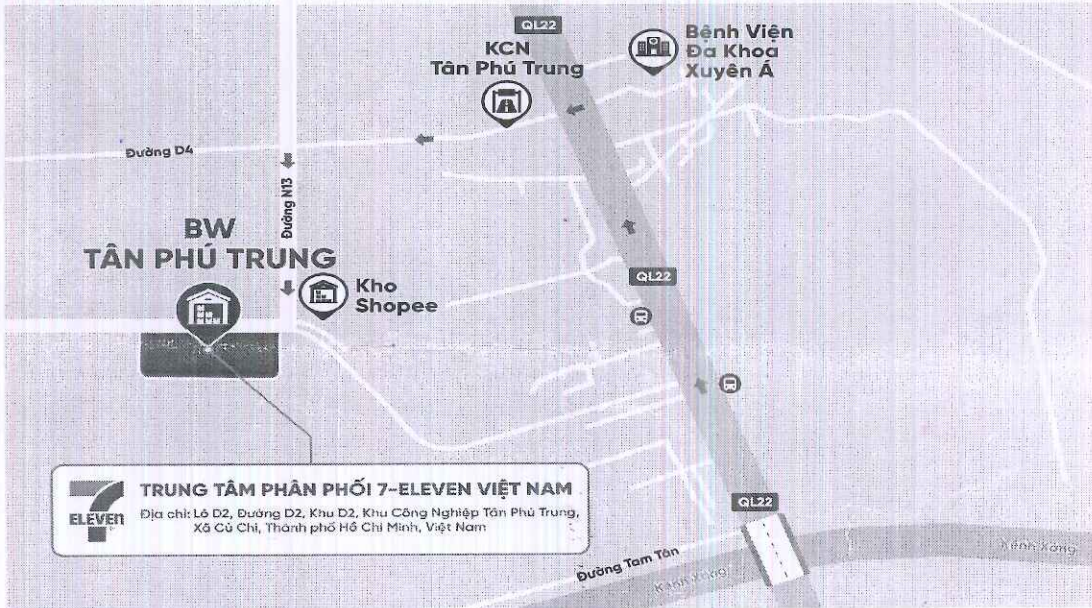 QL22
KCN
Tân Phú Trung
Bệnh Viện
Đa Khoa
Xuyên Á
Đường D4
Đường N13
BW
TÂN PHÚ TRUNG
Kho
Shopee
QL22
7
ELEVEn
TRUNG TÂM PHÂN PHỐI 7-ELEVEN VIỆT NAM
Địa chỉ: Lô D2, Đường D2, Khu D2, Khu Công Nghiệp Tân Phú Trung,
Xã Củ Chi, Thành phố Hồ Chí Minh, Việt Nam
QL22
Đường Tam Tân
Kênh Xáng
Kênh Xáng